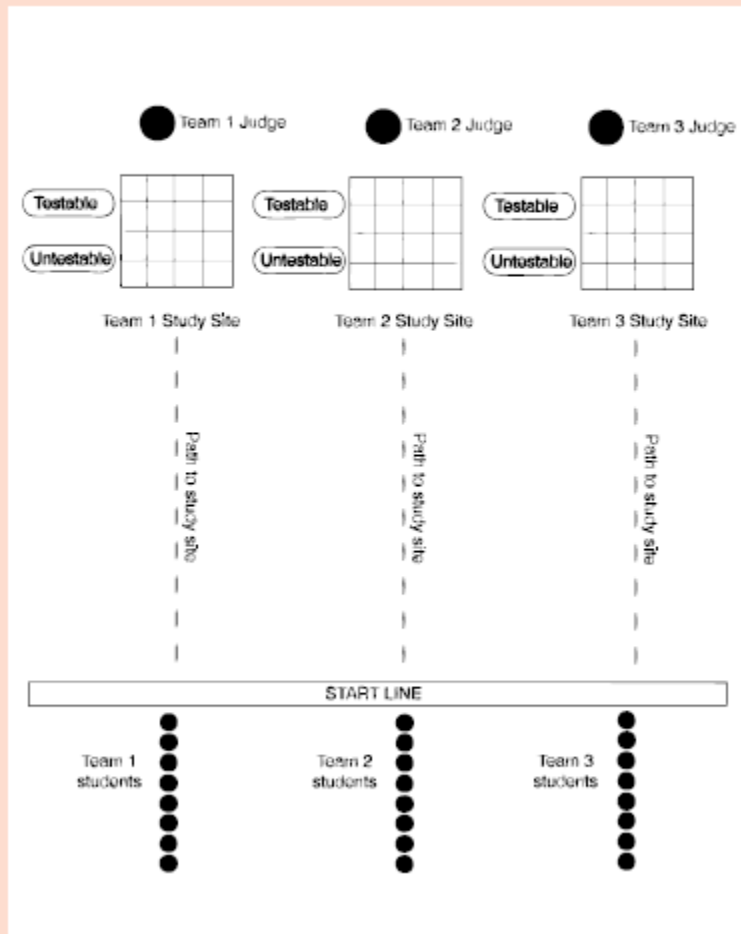 Team 1 Judge
Team 2 Judge
Team 3 Judge
Testable
Testable
Testable
Untestable
Untestable
Untestable
Team 1 Study Site
Team 2 Study Site
Team 3 Study Site
Path to study site
Path to study site
Path to study site
START LINE
Team 1
students
Team 2
students
Team 3
students